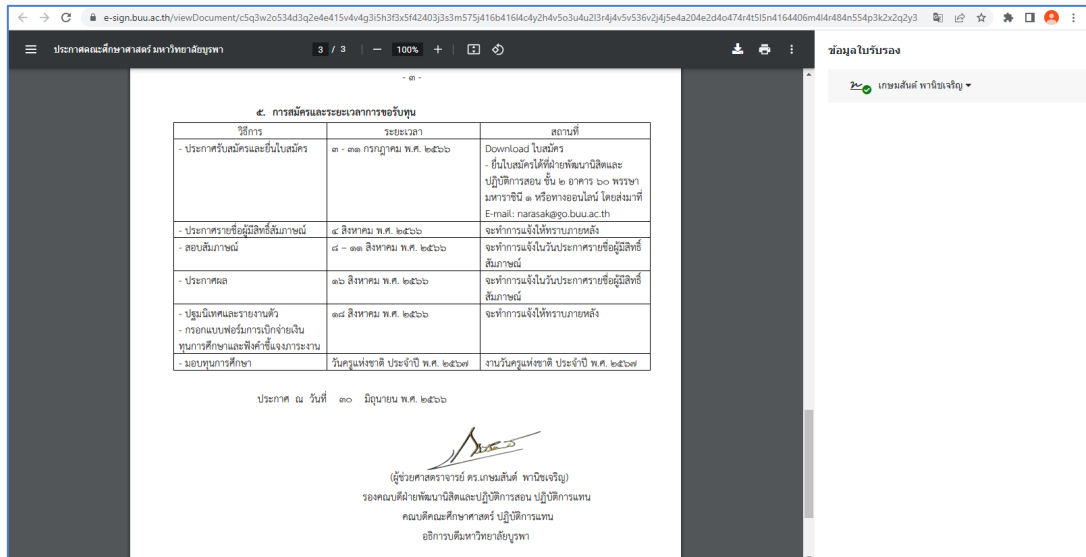 e-sign.buu.ac.th/viewDocument/
ประกาศคณะศึกษาศาสตร์ มหาวิทยาลัยบูรพา
3 / 3
100%
ข้อมูลใบรับรอง
เกษมสันต์ พานิชเจริญ
- ๓ -
๕. การสมัครและระยะเวลาการขอรับทุน
วิธีการ ระยะเวลา สถานที่
- ประกาศรับสมัครและยื่นใบสมัคร ๓ - ๓๑ กรกฎาคม พ.ศ. ๒๕๖๖ Download ใบสมัคร
- ยื่นใบสมัครได้ที่ฝ่ายพัฒนานิสิตและ
ปฏิบัติการสอน ชั้น ๒ อาคาร ๖๐ พรรษา
มหาราชินี ๑ หรือทางออนไลน์ โดยส่งมาที่
E-mail: narasak@go.buu.ac.th
- ประกาศรายชื่อผู้มีสิทธิ์สัมภาษณ์ ๔ สิงหาคม พ.ศ. ๒๕๖๖ จะทำการแจ้งให้ทราบภายหลัง
- สอบสัมภาษณ์ ๘ – ๑๑ สิงหาคม พ.ศ. ๒๕๖๖ จะทำการแจ้งในวันประกาศรายชื่อผู้มีสิทธิ์
สัมภาษณ์
- ประกาศผล ๑๖ สิงหาคม พ.ศ. ๒๕๖๖ จะทำการแจ้งในวันประกาศรายชื่อผู้มีสิทธิ์
สัมภาษณ์
- ปฐมนิเทศและรายงานตัว ๑๘ สิงหาคม พ.ศ. ๒๕๖๖ จะทำการแจ้งให้ทราบภายหลัง
- กรอกแบบฟอร์มการเบิกจ่ายเงิน
ทุนการศึกษาและฟังคำชี้แจงภาระงาน
- มอบทุนการศึกษา วันครูแห่งชาติ ประจำปี พ.ศ. ๒๕๖๗ งานวันครูแห่งชาติ ประจำปี พ.ศ. ๒๕๖๗
ประกาศ ณ วันที่ ๓๐ มิถุนายน พ.ศ. ๒๕๖๖
(ผู้ช่วยศาสตราจารย์ ดร.เกษมสันต์ พานิชเจริญ)
รองคณบดีฝ่ายพัฒนานิสิตและปฏิบัติการสอน ปฏิบัติการแทน
คณบดีคณะศึกษาศาสตร์ ปฏิบัติการแทน
อธิการบดีมหาวิทยาลัยบูรพา